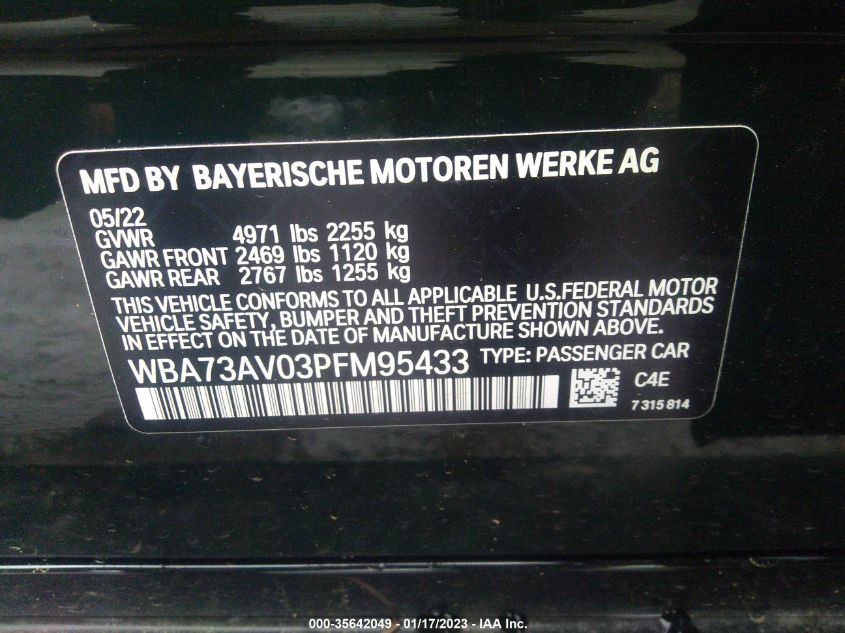 MFD BY BAYERISCHE MOTOREN WERKE AG
05/22
GVWR 4971 lbs 2255 kg
GAWR FRONT 2469 lbs 1120 kg
GAWR REAR 2767 lbs 1255 kg
THIS VEHICLE CONFORMS TO ALL APPLICABLE U.S.FEDERAL MOTOR
VEHICLE SAFETY, BUMPER AND THEFT PREVENTION STANDARDS
IN EFFECT ON THE DATE OF MANUFACTURE SHOWN ABOVE.
WBA73AV03PFM95433 TYPE: PASSENGER CAR
C4E
7315814
000-35642049 — 01/17/2023 — IAA Inc.